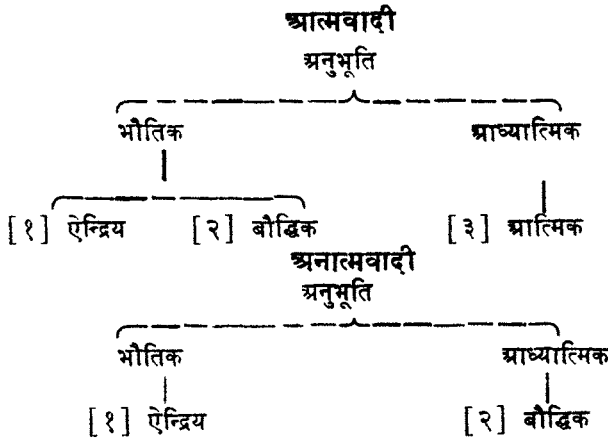 आत्मवादी
अनुभूति
भौतिक आध्यात्मिक
[१] ऐन्द्रिय [२] बौद्धिक [३] आत्मिक
अनात्मवादी
अनुभूति
भौतिक आध्यात्मिक
[१] ऐन्द्रिय [२] बौद्धिक